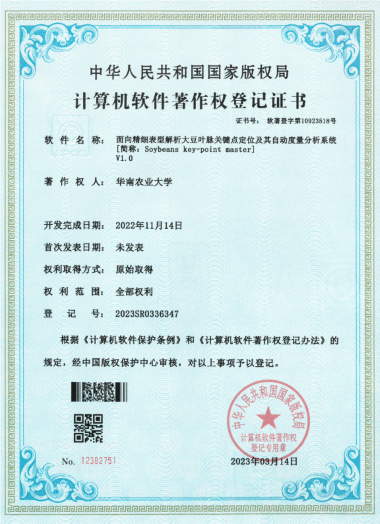 中华人民共和国国家版权局
计算机软件著作权登记证书
证书号： 软著登字第10923518号
软件名称： 面向精细表型解析大豆叶脉关键点定位及其自动度量分析系统
[简称：Soybeans key-point master]
V1.0
著作权人： 华南农业大学
开发完成日期： 2022年11月14日
首次发表日期： 未发表
权利取得方式： 原始取得
权利范围： 全部权利
登记号： 2023SR0336347
根据《计算机软件保护条例》和《计算机软件著作权登记办法》的
规定，经中国版权保护中心审核，对以上事项予以登记。
中华人民共和国国家版权局
计算机软件著作权
登记专用章
No. 12382751
2023年03月14日